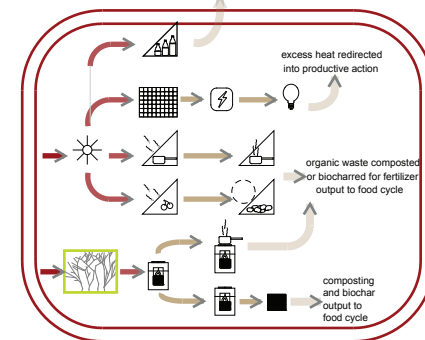 excess heat redirected
into productive action
organic waste composted
or biocharred for fertilizer
output to food cycle
composting
and biochar
output to
food cycle